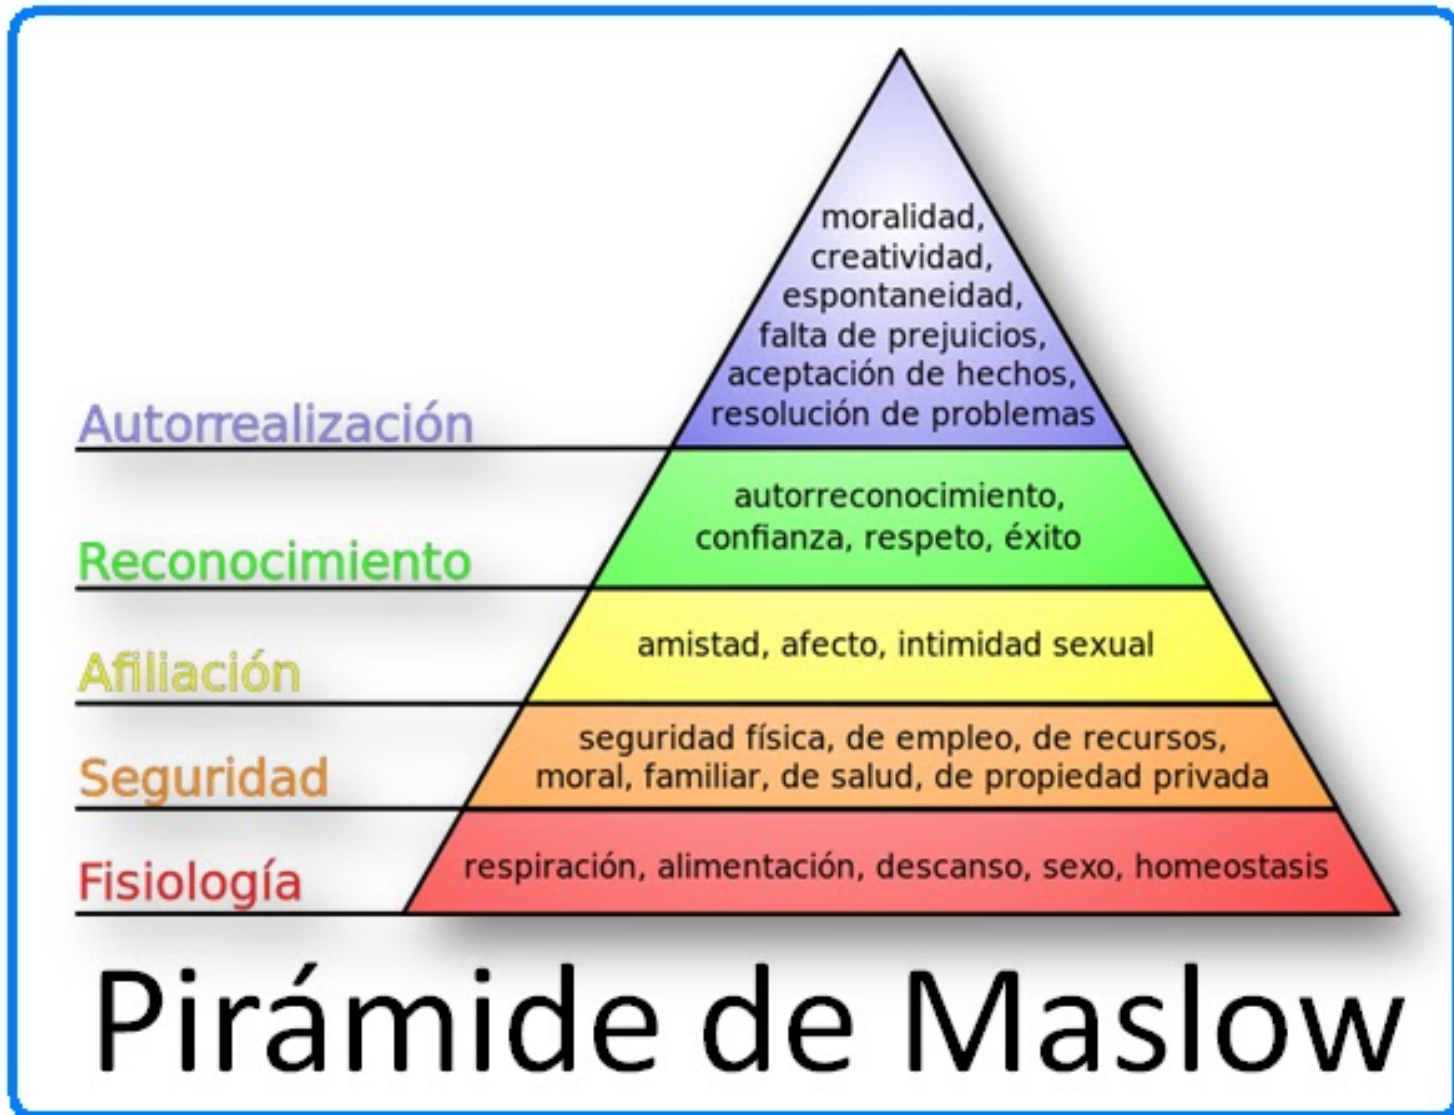 moralidad,
creatividad,
espontaneidad,
falta de prejuicios,
aceptación de hechos,
resolución de problemas
Autorrealización
autorreconocimiento,
confianza, respeto, éxito
Reconocimiento
amistad, afecto, intimidad sexual
Afiliación
seguridad física, de empleo, de recursos,
moral, familiar, de salud, de propiedad privada
Seguridad
respiración, alimentación, descanso, sexo, homeostasis
Fisiología
Pirámide de Maslow